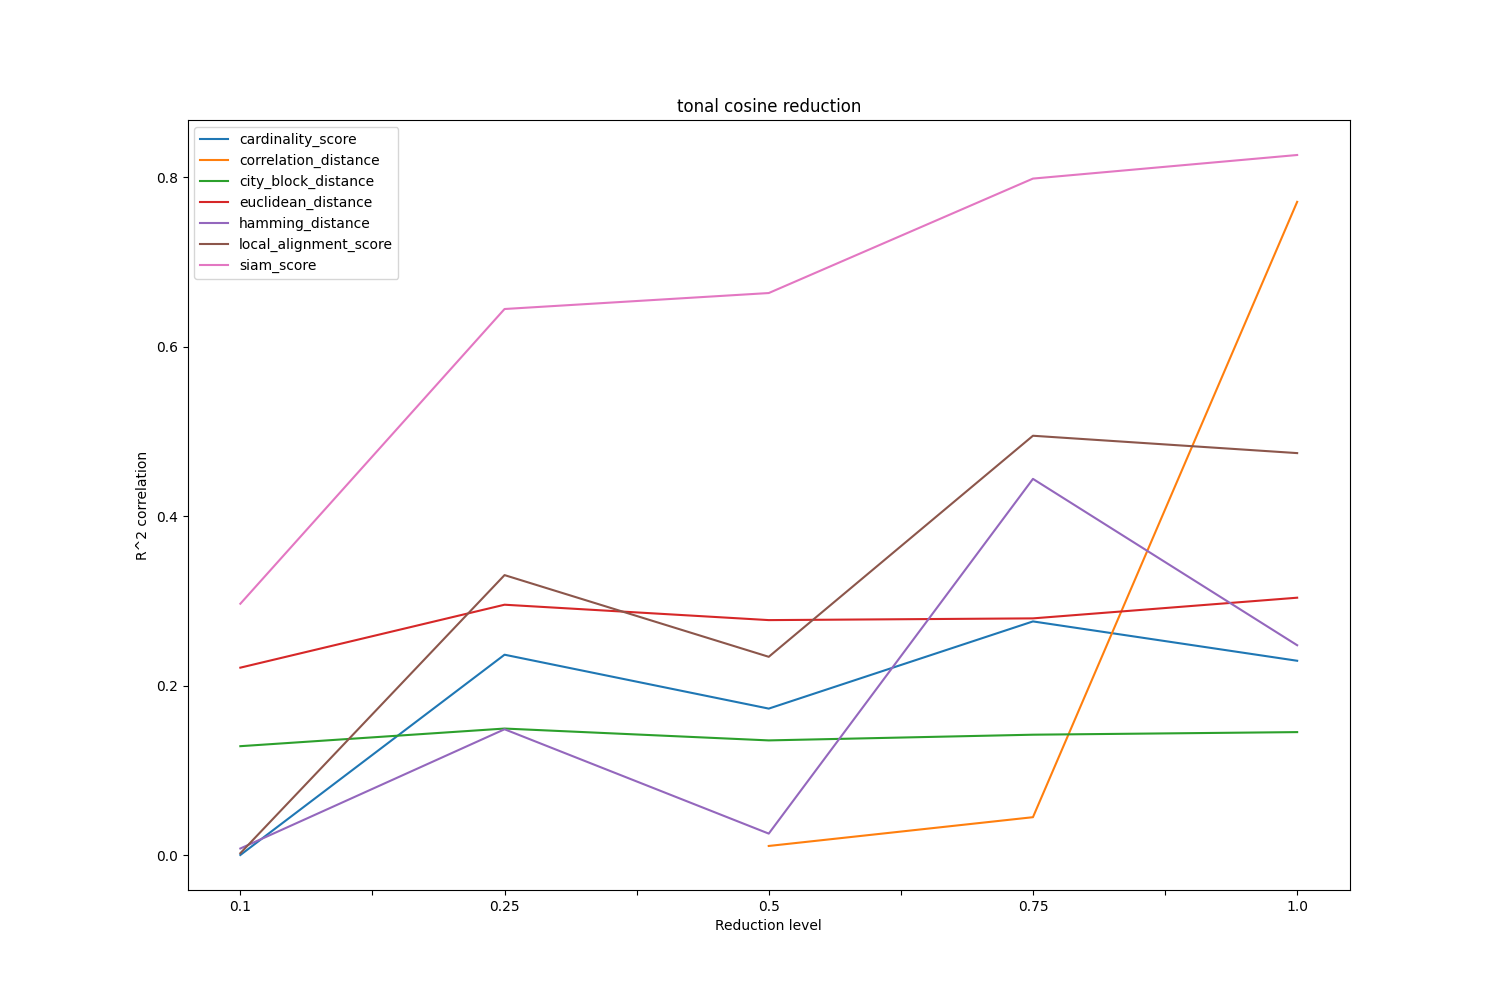 tonal cosine reduction
cardinality_score
correlation_distance
city_block_distance
euclidean_distance
hamming_distance
local_alignment_score
siam_score
0.8
0.6
0.4
0.2
0.0
R^2 correlation
0.1 0.25 0.5 0.75 1.0
Reduction level